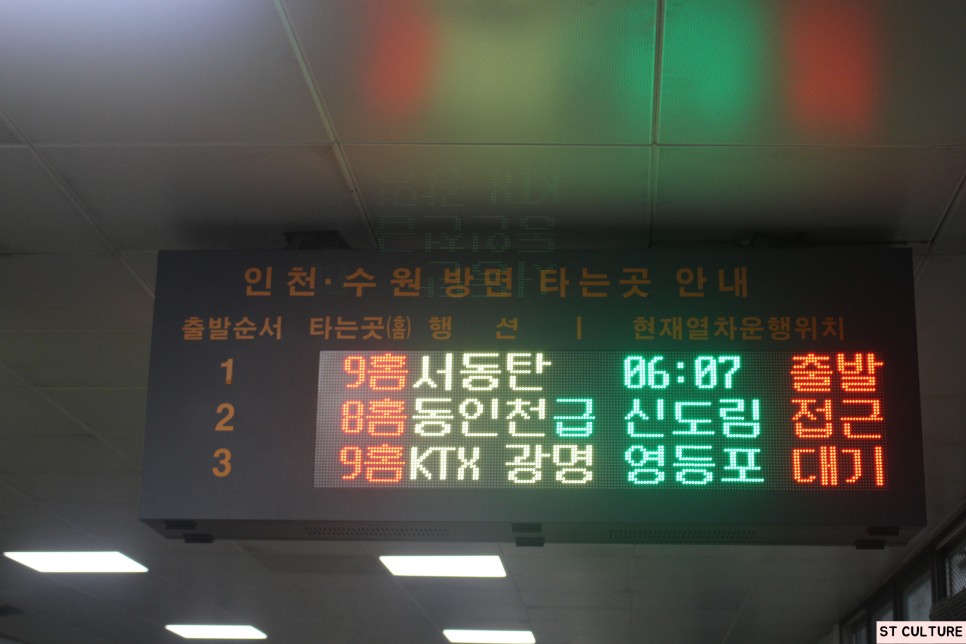 인천·수원 방면 타는곳 안내
출발순서 타는곳(홈) 행 선 ㅣ 현재열차운행위치
1 9홈 서동탄 06:07 출발
2 8홈 동인천급 신도림 접근
3 9홈 KTX 광명 영등포 대기
ST CULTURE